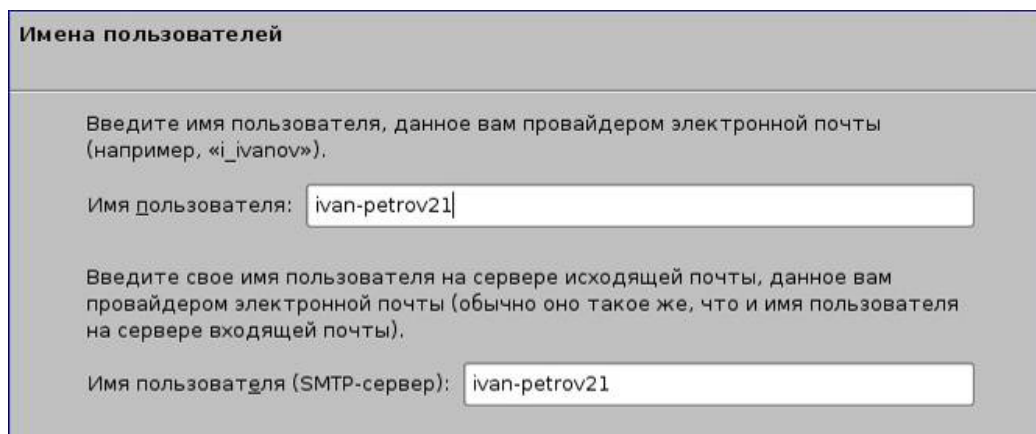 Имена пользователей
Введите имя пользователя, данное вам провайдером электронной почты
(например, «i_ivanov»).
Имя пользователя: ivan-petrov21
Введите свое имя пользователя на сервере исходящей почты, данное вам
провайдером электронной почты (обычно оно такое же, что и имя пользователя
на сервере входящей почты).
Имя пользователя (SMTP-сервер): ivan-petrov21